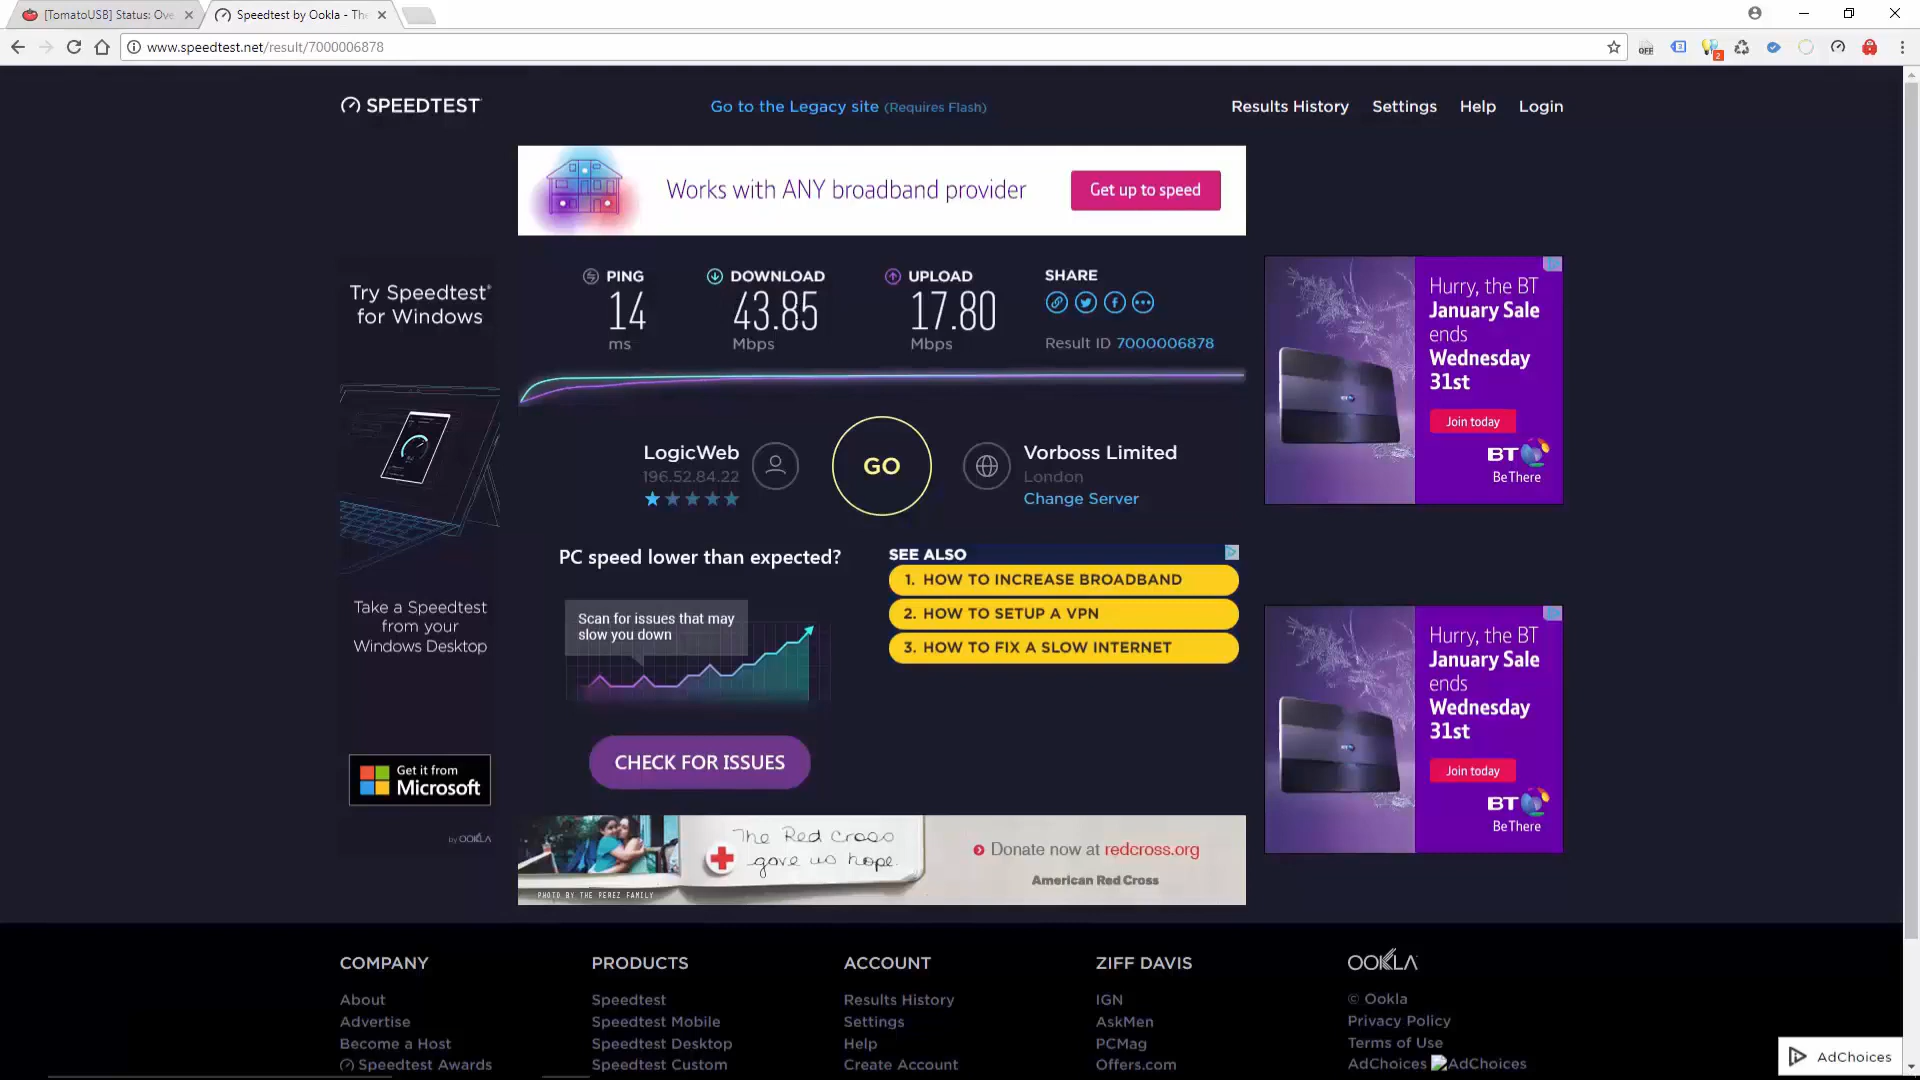 [TomatoUSB] Status: Ove
Speedtest by Ookla - The
www.speedtest.net/result/7000006878
OFF
2
SPEEDTEST
Go to the Legacy site (Requires Flash)
Results History
Settings
Help
Login
Works with ANY broadband provider
Get up to speed
Try Speedtest®
for Windows
Take a Speedtest
from your
Windows Desktop
Get it from
Microsoft
by OOKLA
PING
14
ms
DOWNLOAD
43.85
Mbps
UPLOAD
17.80
Mbps
SHARE
Result ID 7000006878
LogicWeb
196.52.84.22
GO
Vorboss Limited
London
Change Server
PC speed lower than expected?
Scan for issues that may
slow you down
CHECK FOR ISSUES
SEE ALSO
1. HOW TO INCREASE BROADBAND
2. HOW TO SETUP A VPN
3. HOW TO FIX A SLOW INTERNET
Hurry, the BT
January Sale
ends
Wednesday
31st
Join today
BT
Be There
Hurry, the BT
January Sale
ends
Wednesday
31st
Join today
BT
Be There
The Red Cross
gave us hope.
PHOTO BY THE PEREZ FAMILY
Donate now at redcross.org
American Red Cross
COMPANY
About
Advertise
Become a Host
Speedtest Awards
PRODUCTS
Speedtest
Speedtest Mobile
Speedtest Desktop
Speedtest Custom
ACCOUNT
Results History
Settings
Help
Create Account
ZIFF DAVIS
IGN
AskMen
PCMag
Offers.com
OOKLA
© Ookla
Privacy Policy
Terms of Use
AdChoices AdChoices
AdChoices